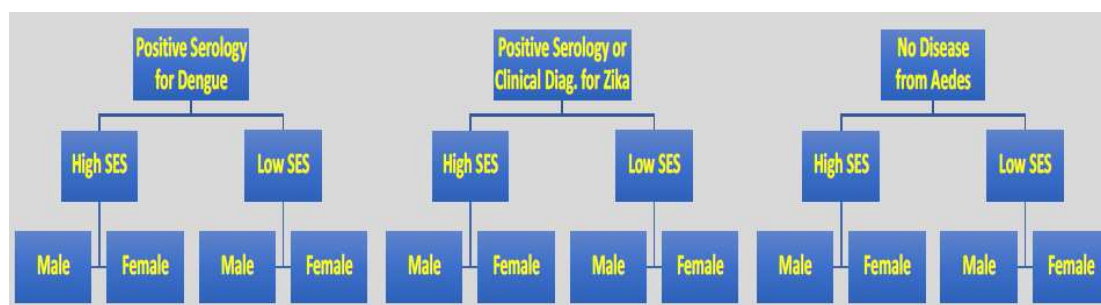 Positive Serology
for Dengue
Positive Serology or
Clinical Diag. for Zika
No Disease
from Aedes
High SES
Low SES
High SES
Low SES
High SES
Low SES
Male
Female
Male
Female
Male
Female
Male
Female
Male
Female
Male
Female